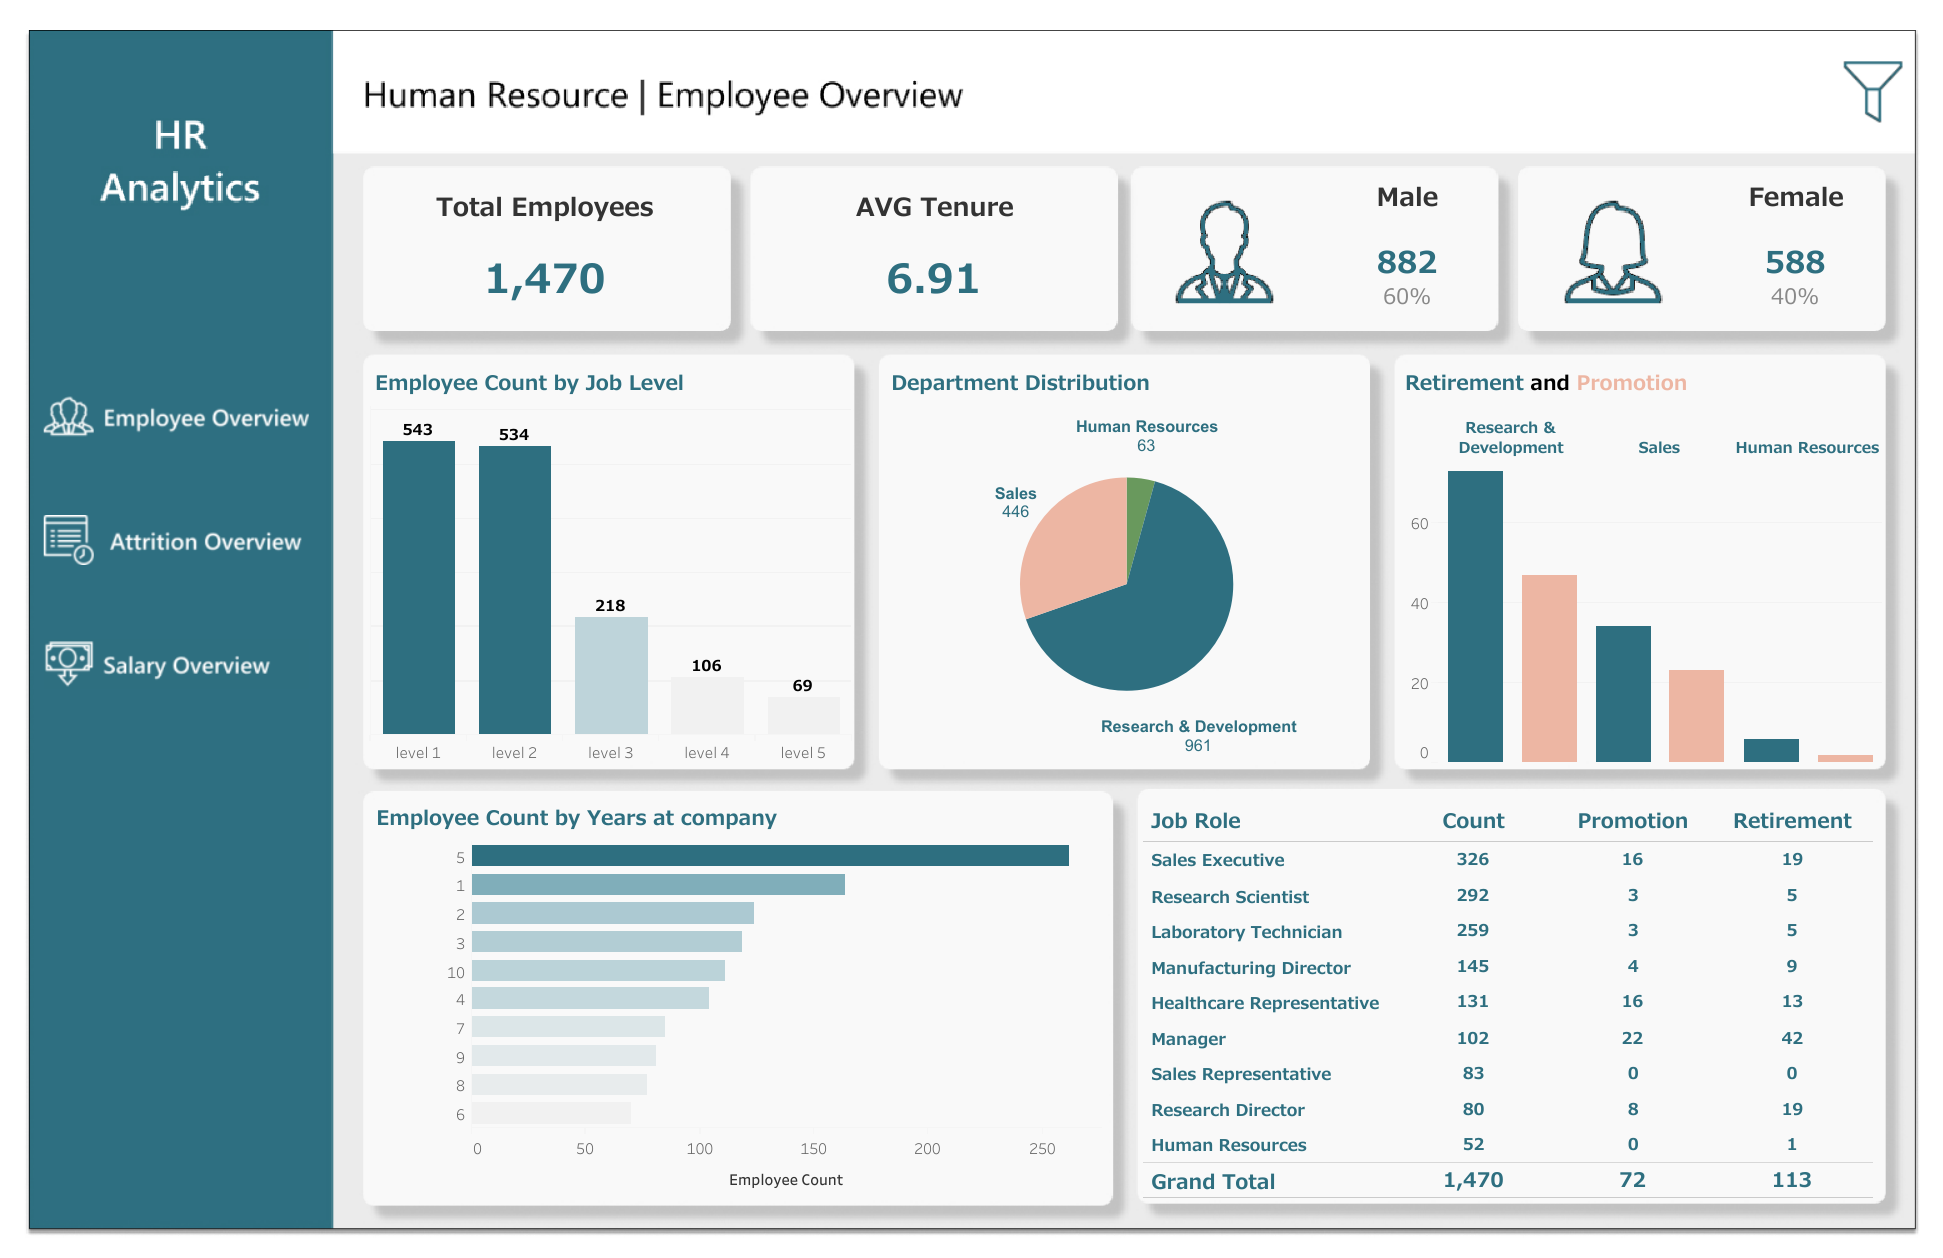 HR
Analytics
Employee Overview
Attrition Overview
Salary Overview
Human Resource | Employee Overview
Total Employees
1,470
AVG Tenure
6.91
Male
882
60%
Female
588
40%
Employee Count by Job Level
543
534
218
106
69
level 1 level 2 level 3 level 4 level 5
Department Distribution
Human Resources
63
Sales
446
Research & Development
961
Retirement and Promotion
Research &
Development Sales Human Resources
60
40
20
0
Employee Count by Years at company
5
1
2
3
10
4
7
9
8
6
0 50 100 150 200 250
Employee Count
Job Role Count Promotion Retirement
Sales Executive 326 16 19
Research Scientist 292 3 5
Laboratory Technician 259 3 5
Manufacturing Director 145 4 9
Healthcare Representative 131 16 13
Manager 102 22 42
Sales Representative 83 0 0
Research Director 80 8 19
Human Resources 52 0 1
Grand Total 1,470 72 113